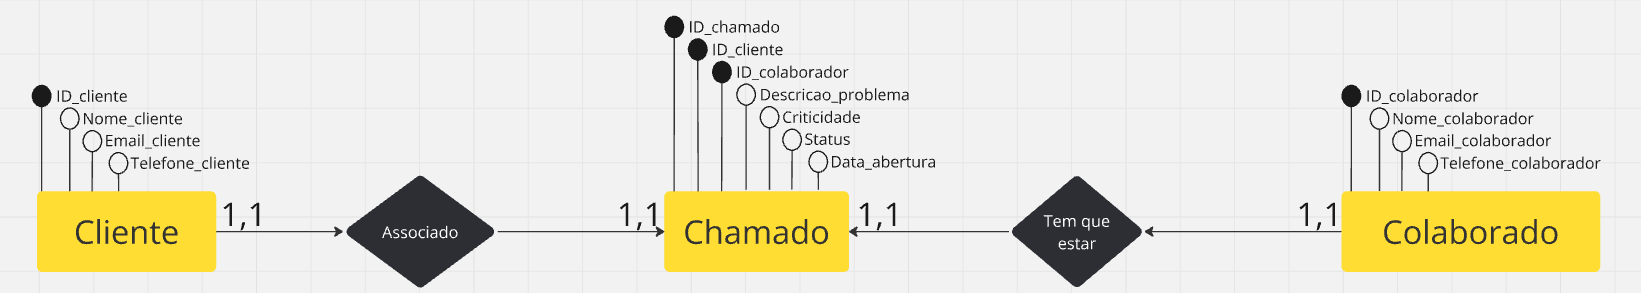 ID_chamado
ID_cliente
ID_colaborador
Descricao_problema
Criticidade
Status
Data_abertura
ID_cliente
Nome_cliente
Email_cliente
Telefone_cliente
ID_colaborador
Nome_colaborador
Email_colaborador
Telefone_colaborador
Cliente
1,1
Associado
1,1
Chamado
1,1
Tem que
estar
1,1
Colaborado